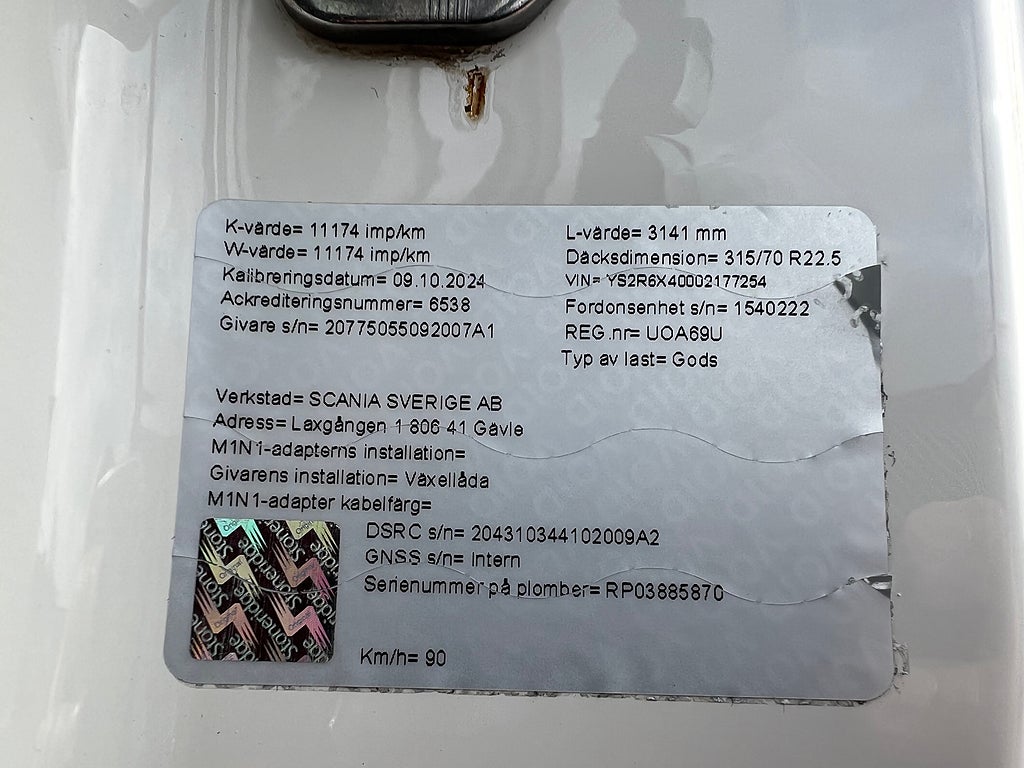 K-värde= 11174 imp/km
W-värde= 11174 imp/km
Kalibreringsdatum= 09.10.2024
Ackrediteringsnummer= 6538
Givare s/n= 20775055092007A1
L-värde= 3141 mm
Däcksdimension= 315/70 R22.5
VIN= YS2R6X40002177254
Fordonsenhet s/n= 1540222
REG.nr= UOA69U
Typ av last= Gods
Verkstad= SCANIA SVERIGE AB
Adress= Laxgången 1 806 41 Gävle
M1N1-adapterns installation=
Givarens installation= Växellåda
M1N1-adapter kabelfärg=
DSRC s/n= 204310344102009A2
GNSS s/n= Intern
Serienummer på plomber= RP03885870
Km/h= 90
Stoneridge
Original